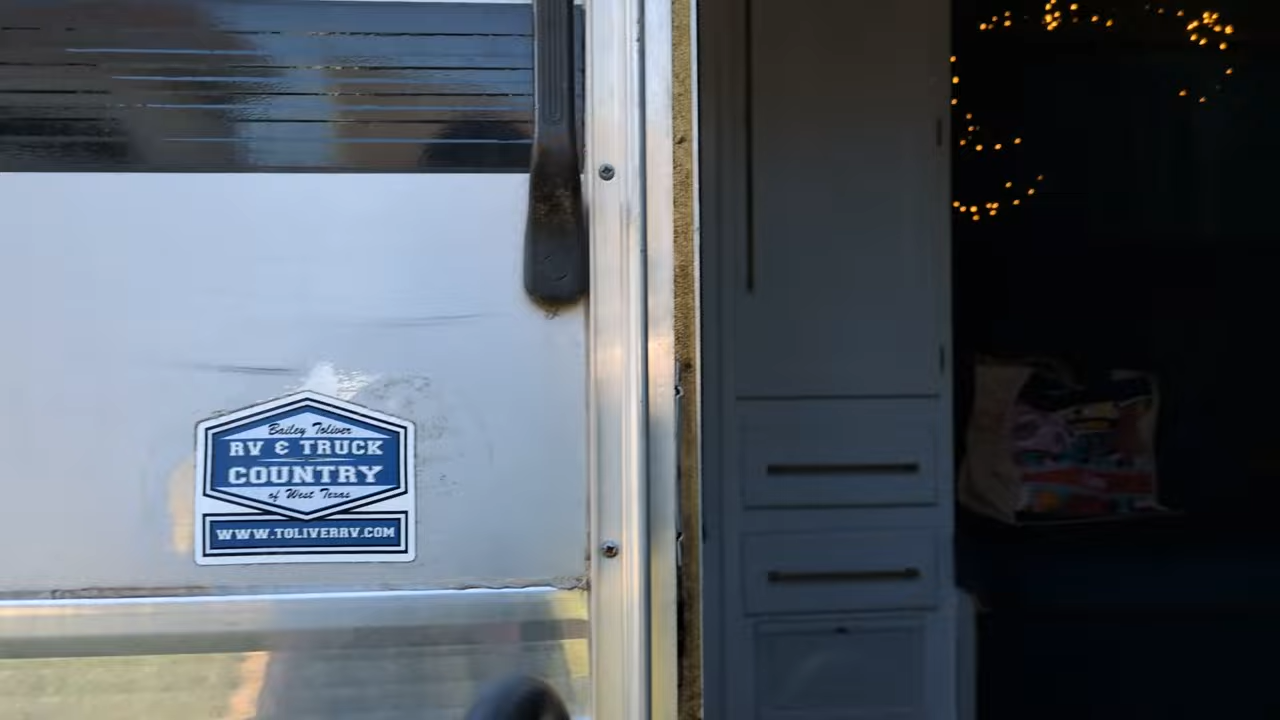 Bailey Toliver
RV & TRUCK
COUNTRY
of West Texas
WWW.TOLIVERRV.COM